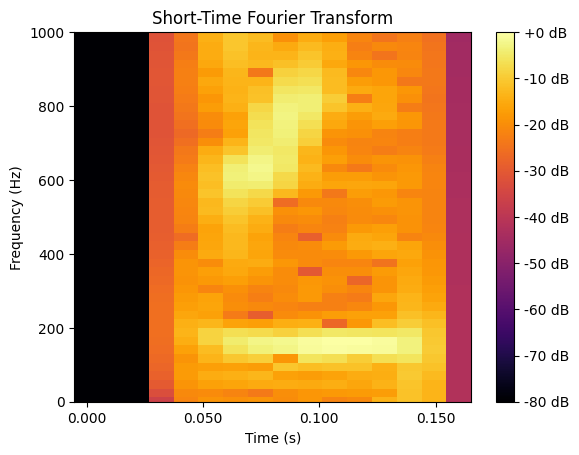 Short-Time Fourier Transform
Frequency (Hz)
1000
800
600
400
200
0
0.000
0.050
0.100
0.150
Time (s)
+0 dB
-10 dB
-20 dB
-30 dB
-40 dB
-50 dB
-60 dB
-70 dB
-80 dB